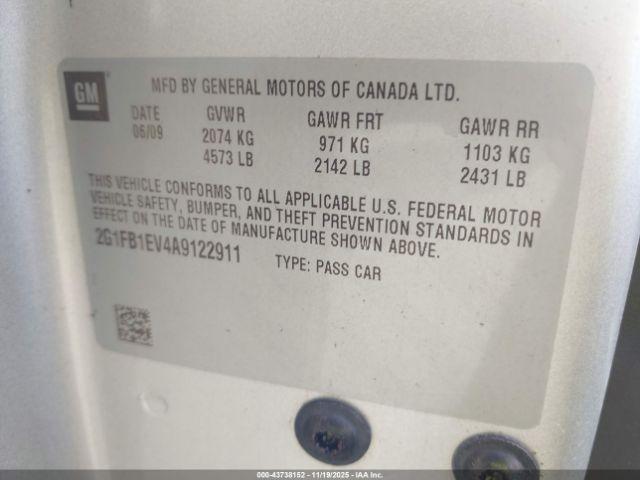 GM
MFD BY GENERAL MOTORS OF CANADA LTD.
DATE GVWR GAWR FRT GAWR RR
06/09 2074 KG 971 KG 1103 KG
4573 LB 2142 LB 2431 LB
THIS VEHICLE CONFORMS TO ALL APPLICABLE U.S. FEDERAL MOTOR
VEHICLE SAFETY, BUMPER, AND THEFT PREVENTION STANDARDS IN
EFFECT ON THE DATE OF MANUFACTURE SHOWN ABOVE.
2G1FB1EV4A9122911 TYPE: PASS CAR
000-43738152 - 11/19/2025 - IAA Inc.